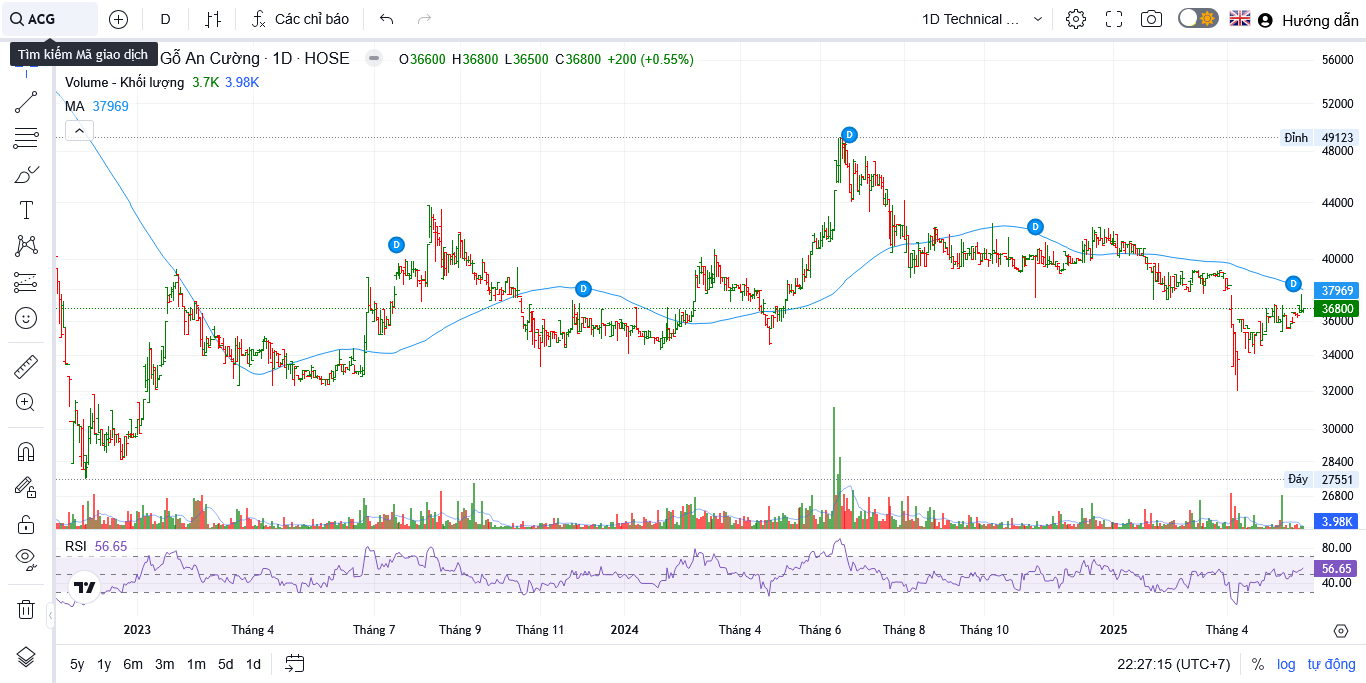 ACG
D
Các chỉ báo
1D Technical ...
Hướng dẫn
Tìm kiếm Mã giao dịch
Gỗ An Cường · 1D · HOSE
O36600 H36800 L36500 C36800 +200 (+0.55%)
Volume - Khối lượng 3.7K 3.98K
MA 37969
56000
52000
Đỉnh 49123
48000
44000
40000
37969
36800
36000
34000
32000
30000
28400
Đáy 27551
26800
3.98K
D
D
D
D
D
RSI 56.65
80.00
56.65
40.00
2023 Tháng 4 Tháng 7 Tháng 9 Tháng 11 2024 Tháng 4 Tháng 6 Tháng 8 Tháng 10 2025 Tháng 4
5y 1y 6m 3m 1m 5d 1d
22:27:15 (UTC+7) % log tự động